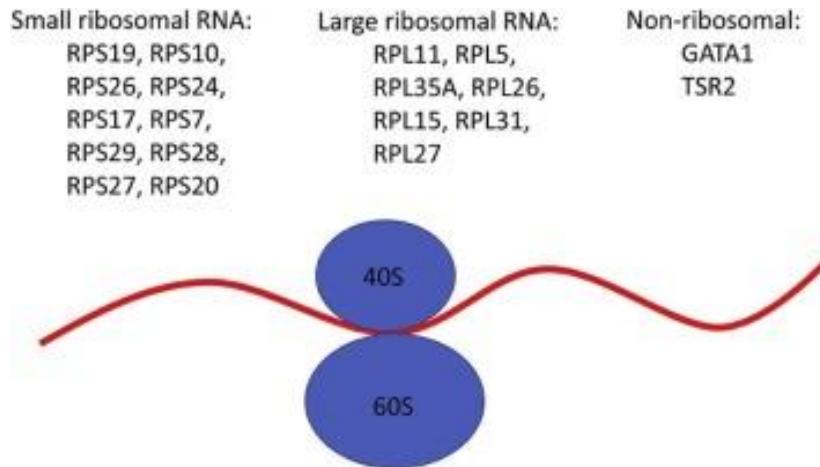 Small ribosomal RNA:
RPS19, RPS10,
RPS26, RPS24,
RPS17, RPS7,
RPS29, RPS28,
RPS27, RPS20
Large ribosomal RNA:
RPL11, RPL5,
RPL35A, RPL26,
RPL15, RPL31,
RPL27
Non-ribosomal:
GATA1
TSR2
40S
60S